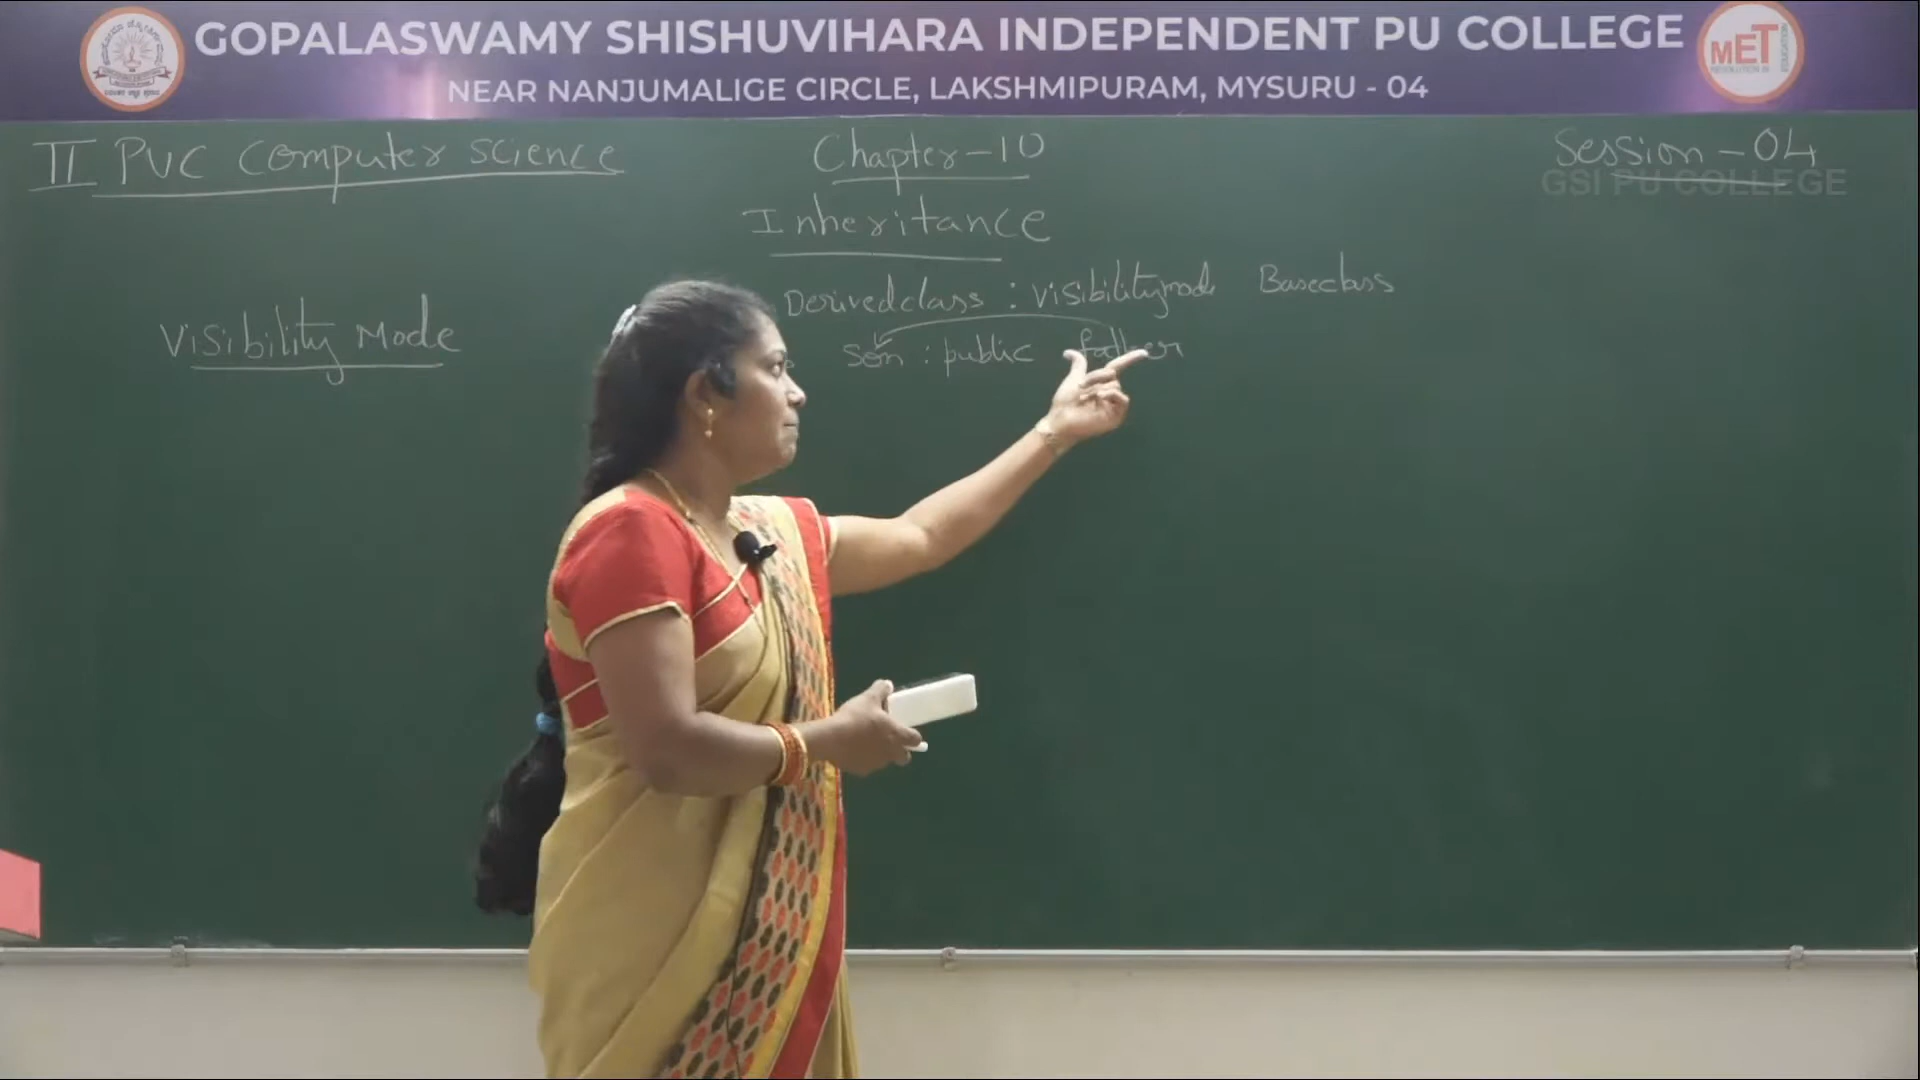 GOPALASWAMY SHISHUVIHARA INDEPENDENT PU COLLEGE
NEAR NANJUMALIGE CIRCLE, LAKSHMIPURAM, MYSURU - 04
MET
II PUC Computer Science
Chapter-10
Session-04
GSI PU COLLEGE
Inheritance
Visibility Mode
Derivedclass : visibilitymode Baseclass
Son : public father